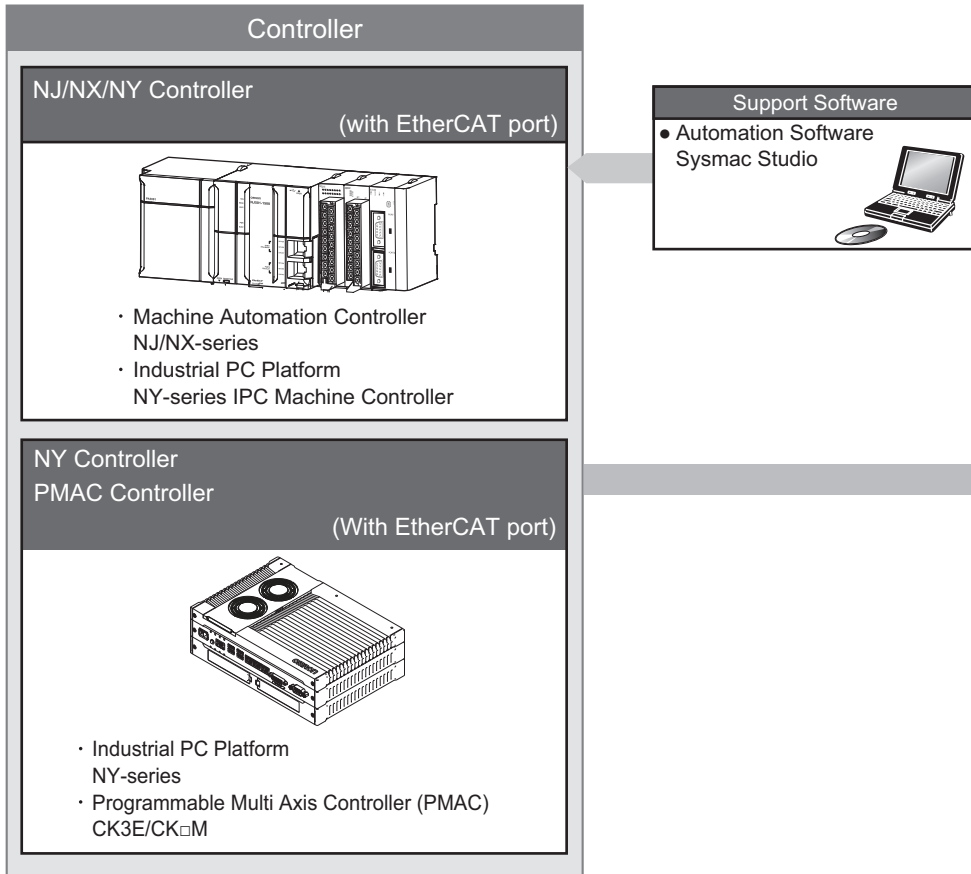 Controller
NJ/NX/NY Controller
(with EtherCAT port)
・ Machine Automation Controller
NJ/NX-series
・ Industrial PC Platform
NY-series IPC Machine Controller
NY Controller
PMAC Controller
(With EtherCAT port)
OMRON
・ Industrial PC Platform
NY-series
・ Programmable Multi Axis Controller (PMAC)
CK3E/CK□M
Support Software
● Automation Software
Sysmac Studio